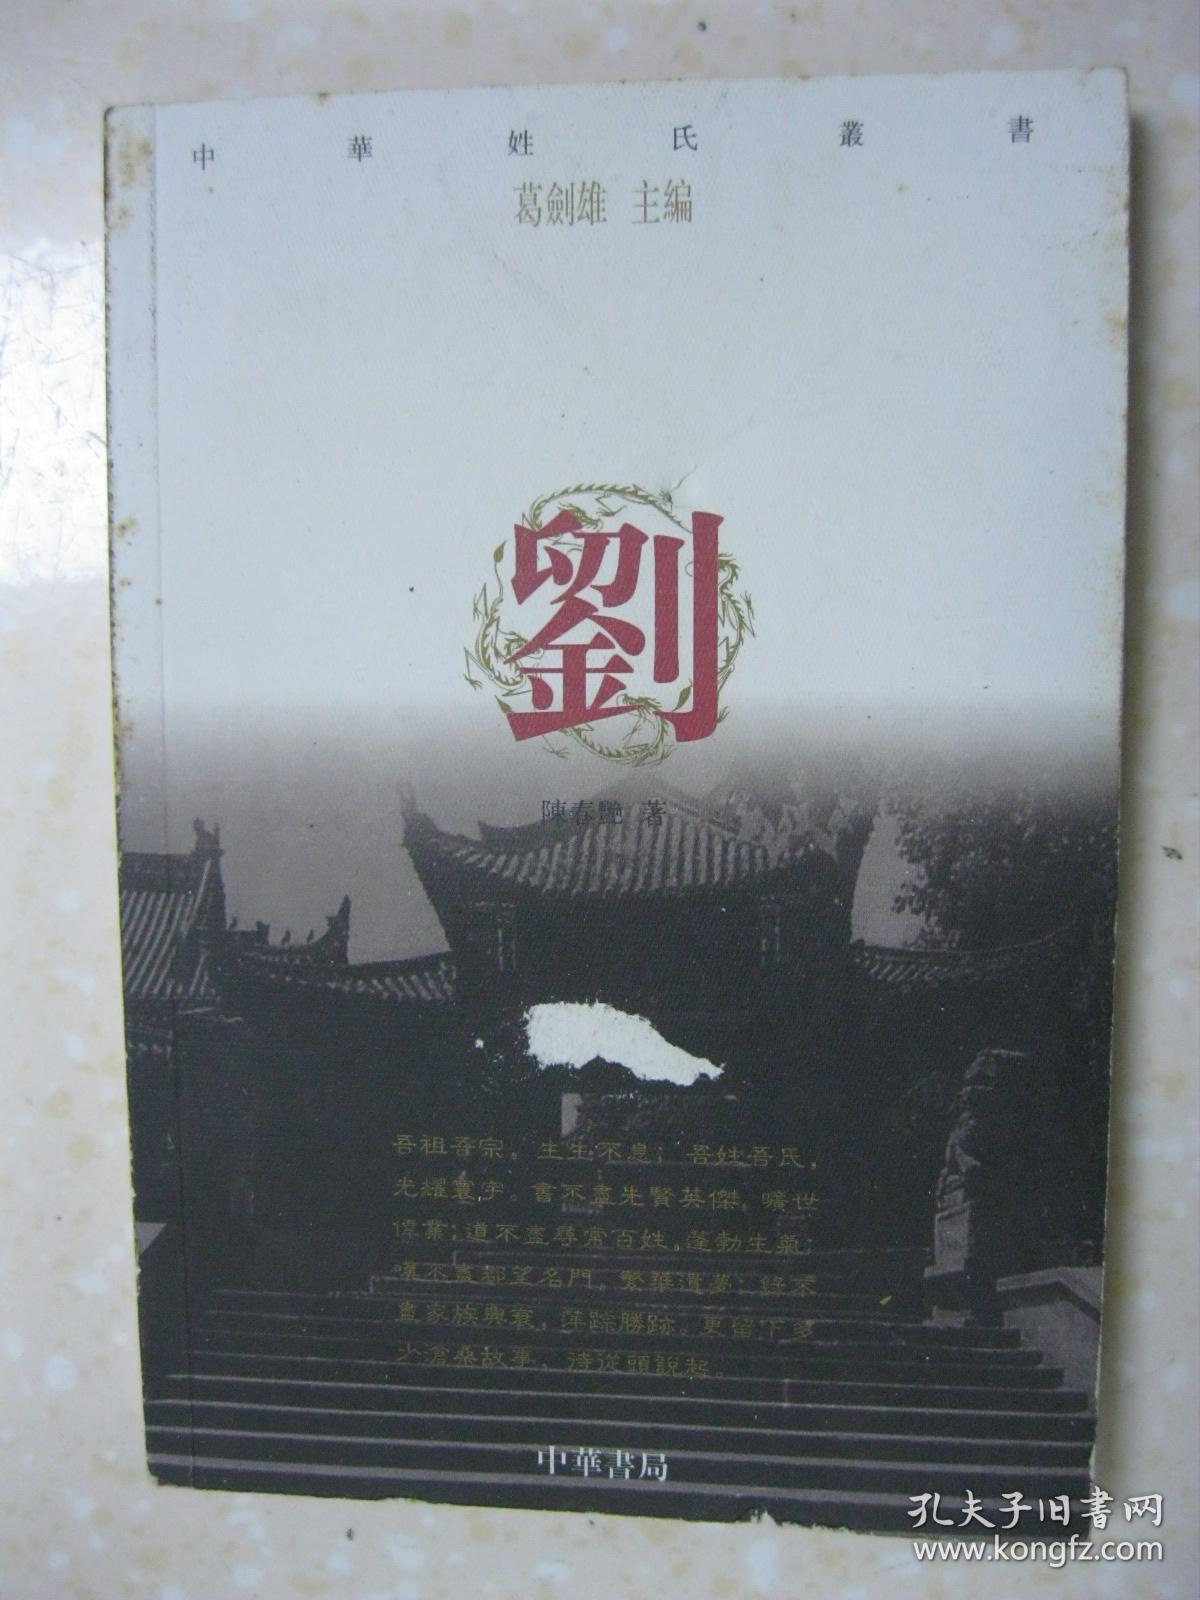 中華姓氏叢書
葛劍雄 主編
劉
陳春艷 著
吾祖吾宗，生生不息；吾姓吾氏，
光耀寰宇。書不盡先賢英傑，曠世
偉業；道不盡尋常百姓，蓬勃生氣；
嘆不盡郡望名門，繁華遺夢；錄不
盡家族興衰，萍踪勝跡。更留下多
少滄桑故事，待從頭說起。
中華書局
孔夫子旧书网
www.kongfz.com